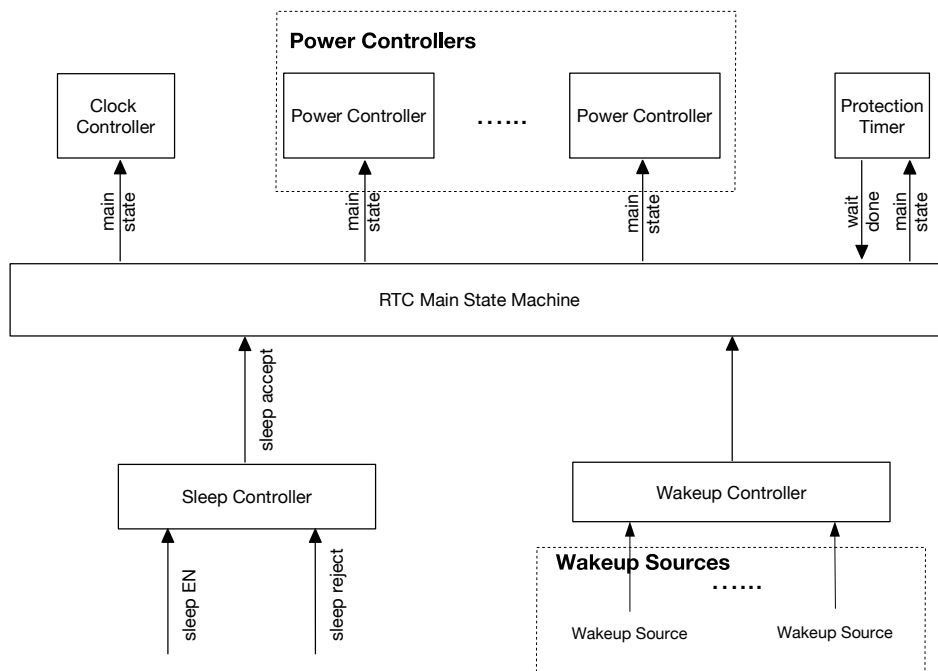 Power Controllers
Clock
Controller
Power Controller
......
Power Controller
Protection
Timer
main
state
main
state
main
state
wait
done
main
state
RTC Main State Machine
sleep accept
Sleep Controller
Wakeup Controller
sleep EN
sleep reject
Wakeup Sources
......
Wakeup Source
Wakeup Source